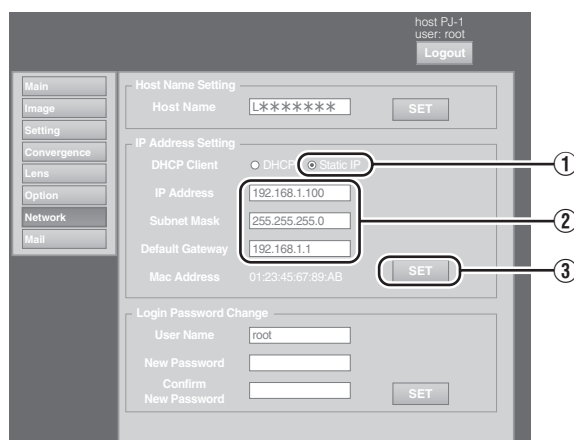 host PJ-1
user: root
Logout
Main
Image
Setting
Convergence
Lens
Option
Network
Mail
Host Name Setting
Host Name L******* SET
IP Address Setting
DHCP Client DHCP Static IP ①
IP Address 192.168.1.100
Subnet Mask 255.255.255.0 ②
Default Gateway 192.168.1.1
Mac Address 01:23:45:67:89:AB SET ③
Login Password Change
User Name root
New Password
Confirm
New Password SET